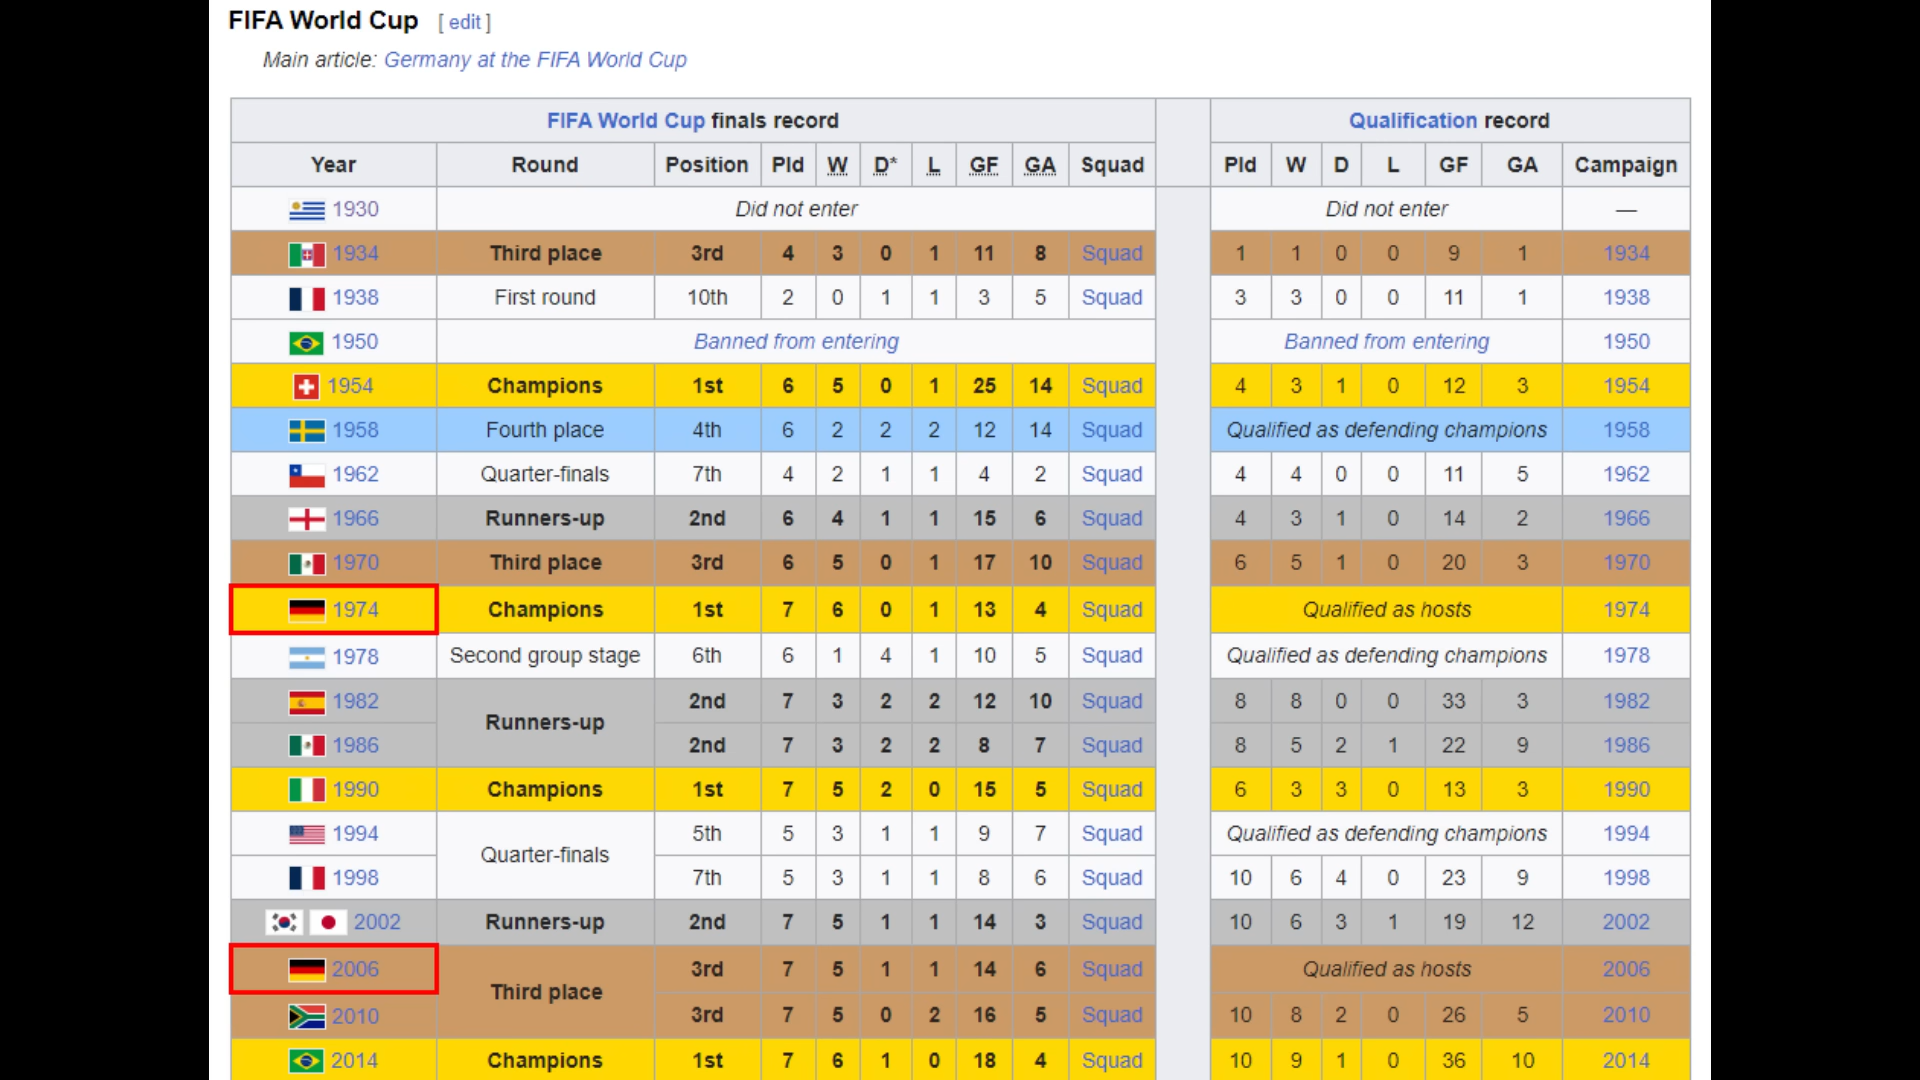 FIFA World Cup [ edit ]
Main article: Germany at the FIFA World Cup
FIFA World Cup finals record Qualification record
Year Round Position Pld W D* L GF GA Squad Pld W D L GF GA Campaign
1930 Did not enter Did not enter —
1934 Third place 3rd 4 3 0 1 11 8 Squad 1 1 0 0 9 1 1934
1938 First round 10th 2 0 1 1 3 5 Squad 3 3 0 0 11 1 1938
1950 Banned from entering Banned from entering 1950
1954 Champions 1st 6 5 0 1 25 14 Squad 4 3 1 0 12 3 1954
1958 Fourth place 4th 6 2 2 2 12 14 Squad Qualified as defending champions 1958
1962 Quarter-finals 7th 4 2 1 1 4 2 Squad 4 4 0 0 11 5 1962
1966 Runners-up 2nd 6 4 1 1 15 6 Squad 4 3 1 0 14 2 1966
1970 Third place 3rd 6 5 0 1 17 10 Squad 6 5 1 0 20 3 1970
1974 Champions 1st 7 6 0 1 13 4 Squad Qualified as hosts 1974
1978 Second group stage 6th 6 1 4 1 10 5 Squad Qualified as defending champions 1978
1982 Runners-up 2nd 7 3 2 2 12 10 Squad 8 8 0 0 33 3 1982
1986 2nd 7 3 2 2 8 7 Squad 8 5 2 1 22 9 1986
1990 Champions 1st 7 5 2 0 15 5 Squad 6 3 3 0 13 3 1990
1994 Quarter-finals 5th 5 3 1 1 9 7 Squad Qualified as defending champions 1994
1998 7th 5 3 1 1 8 6 Squad 10 6 4 0 23 9 1998
2002 Runners-up 2nd 7 5 1 1 14 3 Squad 10 6 3 1 19 12 2002
2006 Third place 3rd 7 5 1 1 14 6 Squad Qualified as hosts 2006
2010 3rd 7 5 0 2 16 5 Squad 10 8 2 0 26 5 2010
2014 Champions 1st 7 6 1 0 18 4 Squad 10 9 1 0 36 10 2014